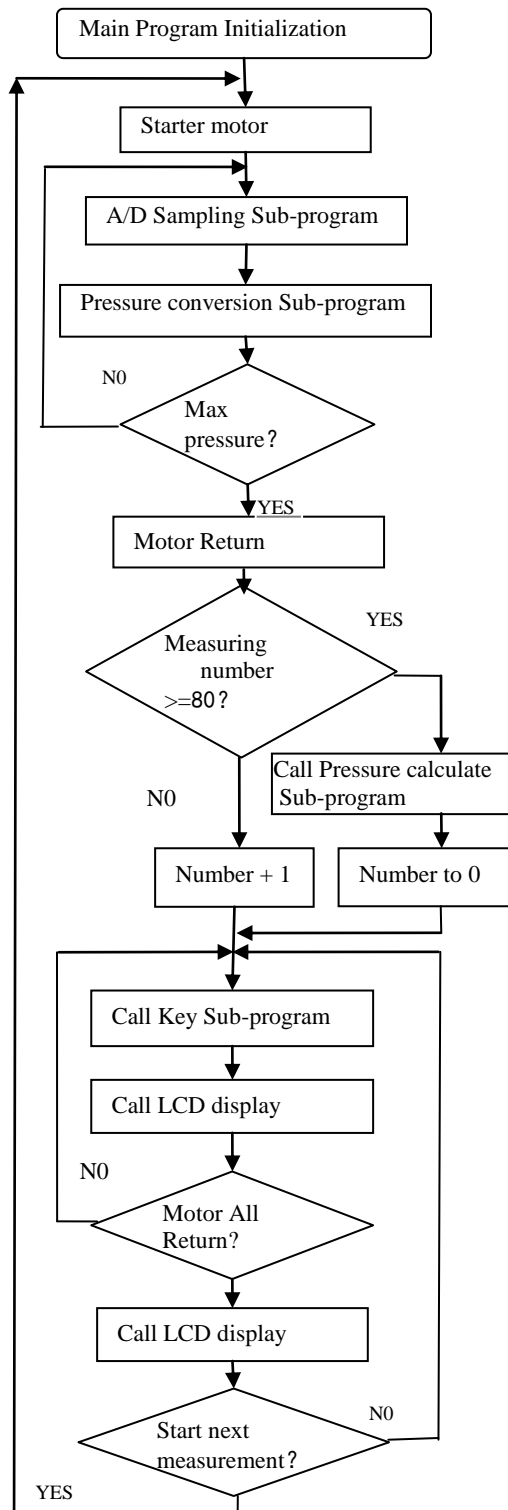 Main Program Initialization
Starter motor
A/D Sampling Sub-program
Pressure conversion Sub-program
N0
Max
pressure?
YES
Motor Return
YES
Measuring
number
>=80?
Call Pressure calculate
Sub-program
N0
Number + 1
Number to 0
Call Key Sub-program
Call LCD display
N0
Motor All
Return?
Call LCD display
N0
Start next
measurement?
YES